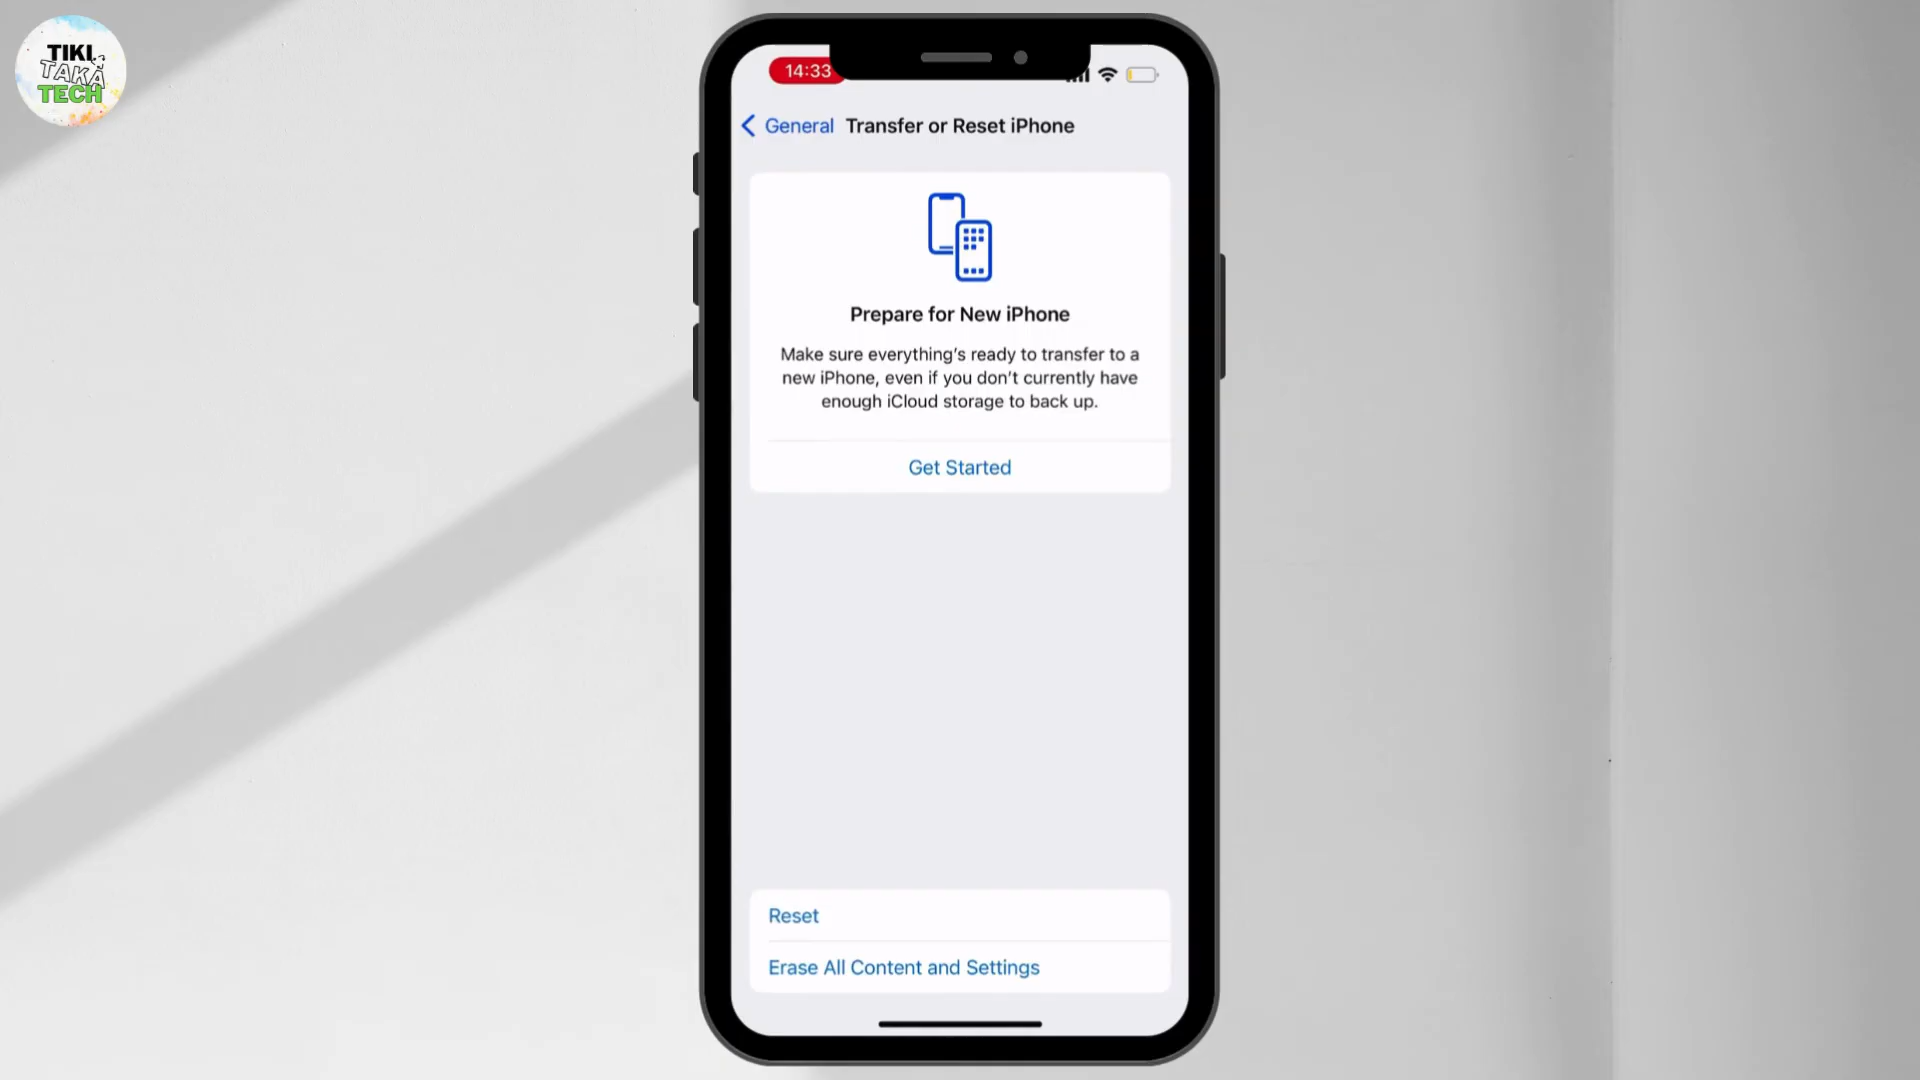 TIKI
TAKA
TECH
14:33
General Transfer or Reset iPhone
Prepare for New iPhone
Make sure everything’s ready to transfer to a
new iPhone, even if you don’t currently have
enough iCloud storage to back up.
Get Started
Reset
Erase All Content and Settings